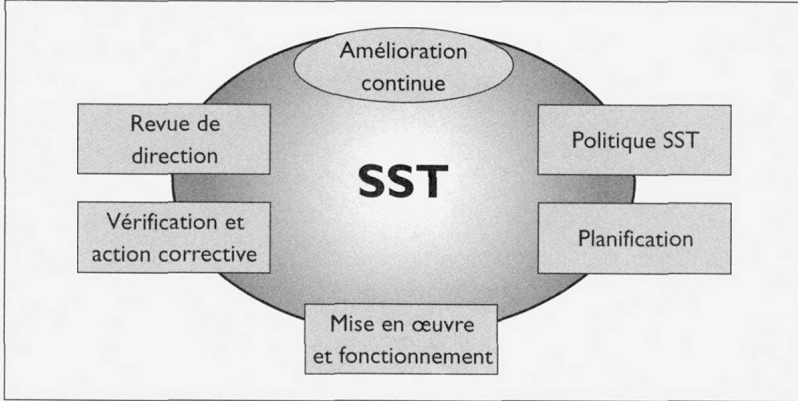 Amélioration
continue
Revue de
direction
Politique SST
SST
Vérification et
action corrective
Planification
Mise en œuvre
et fonctionnement